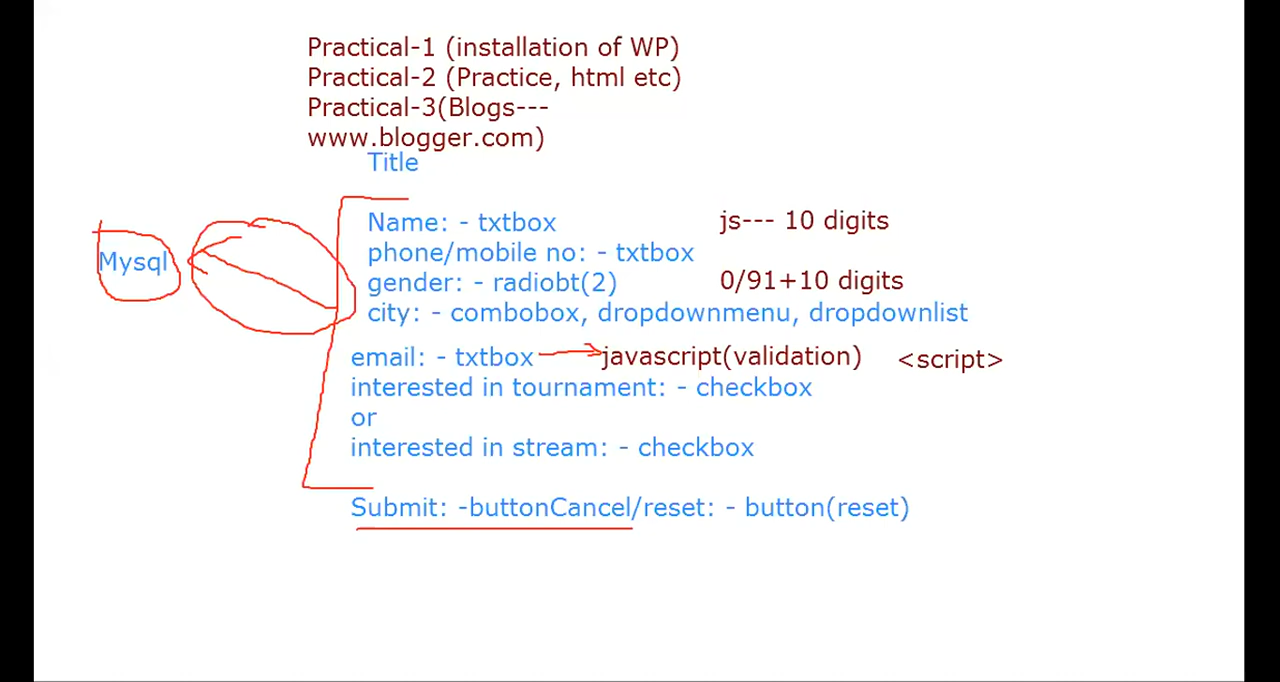 Practical-1 (installation of WP)
Practical-2 (Practice, html etc)
Practical-3(Blogs---
www.blogger.com)
Title
Name: - txtbox
js--- 10 digits
phone/mobile no: - txtbox
Mysql
gender: - radiobt(2)
0/91+10 digits
city: - combobox, dropdownmenu, dropdownlist
email: - txtbox
javascript(validation)
<script>
interested in tournament: - checkbox
or
interested in stream: - checkbox
Submit: -buttonCancel/reset: - button(reset)